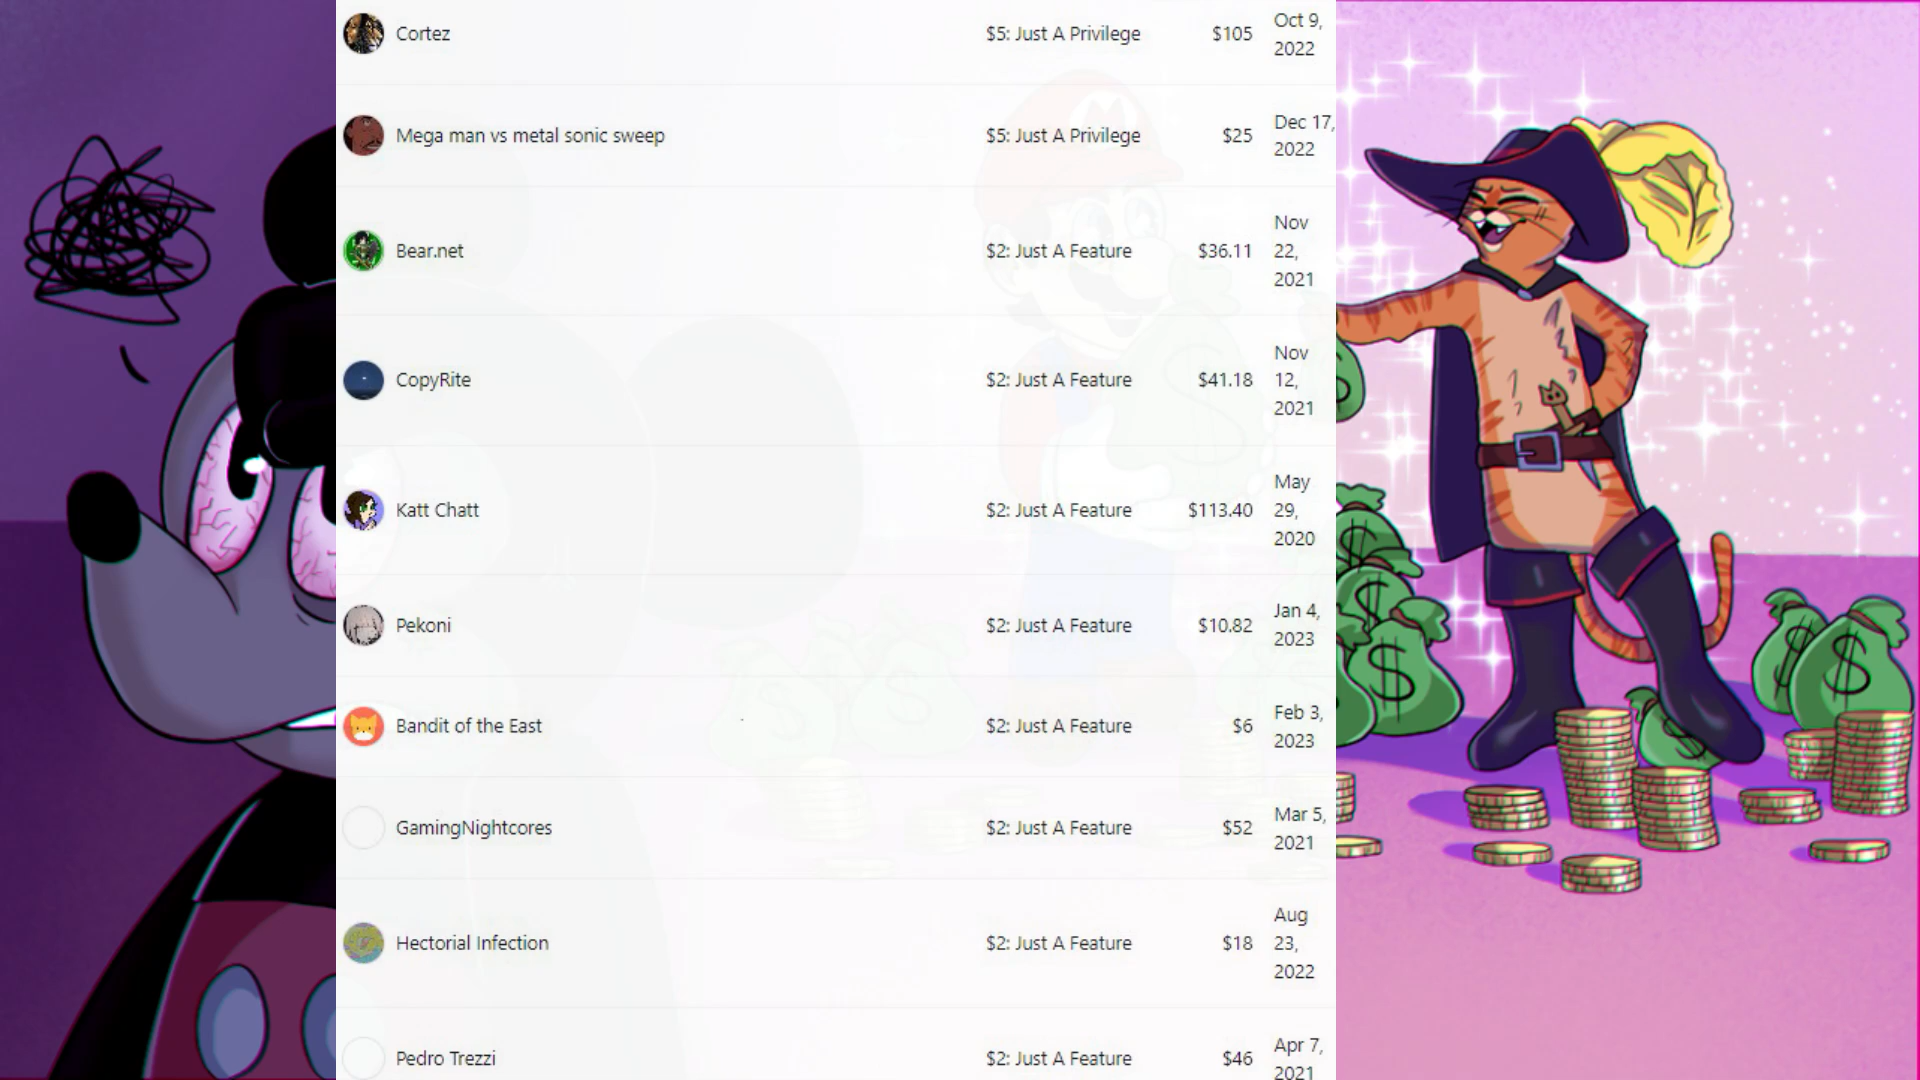 Cortez $5: Just A Privilege $105 Oct 9,
2022
Mega man vs metal sonic sweep $5: Just A Privilege $25 Dec 17,
2022
Bear.net $2: Just A Feature $36.11 Nov
22,
2021
CopyRite $2: Just A Feature $41.18 Nov
12,
2021
Katt Chatt $2: Just A Feature $113.40 May
29,
2020
Pekoni $2: Just A Feature $10.82 Jan 4,
2023
Bandit of the East $2: Just A Feature $6 Feb 3,
2023
GamingNightcores $2: Just A Feature $52 Mar 5,
2021
Hectorial Infection $2: Just A Feature $18 Aug
23,
2022
Pedro Trezzi $2: Just A Feature $46 Apr 7,
2021